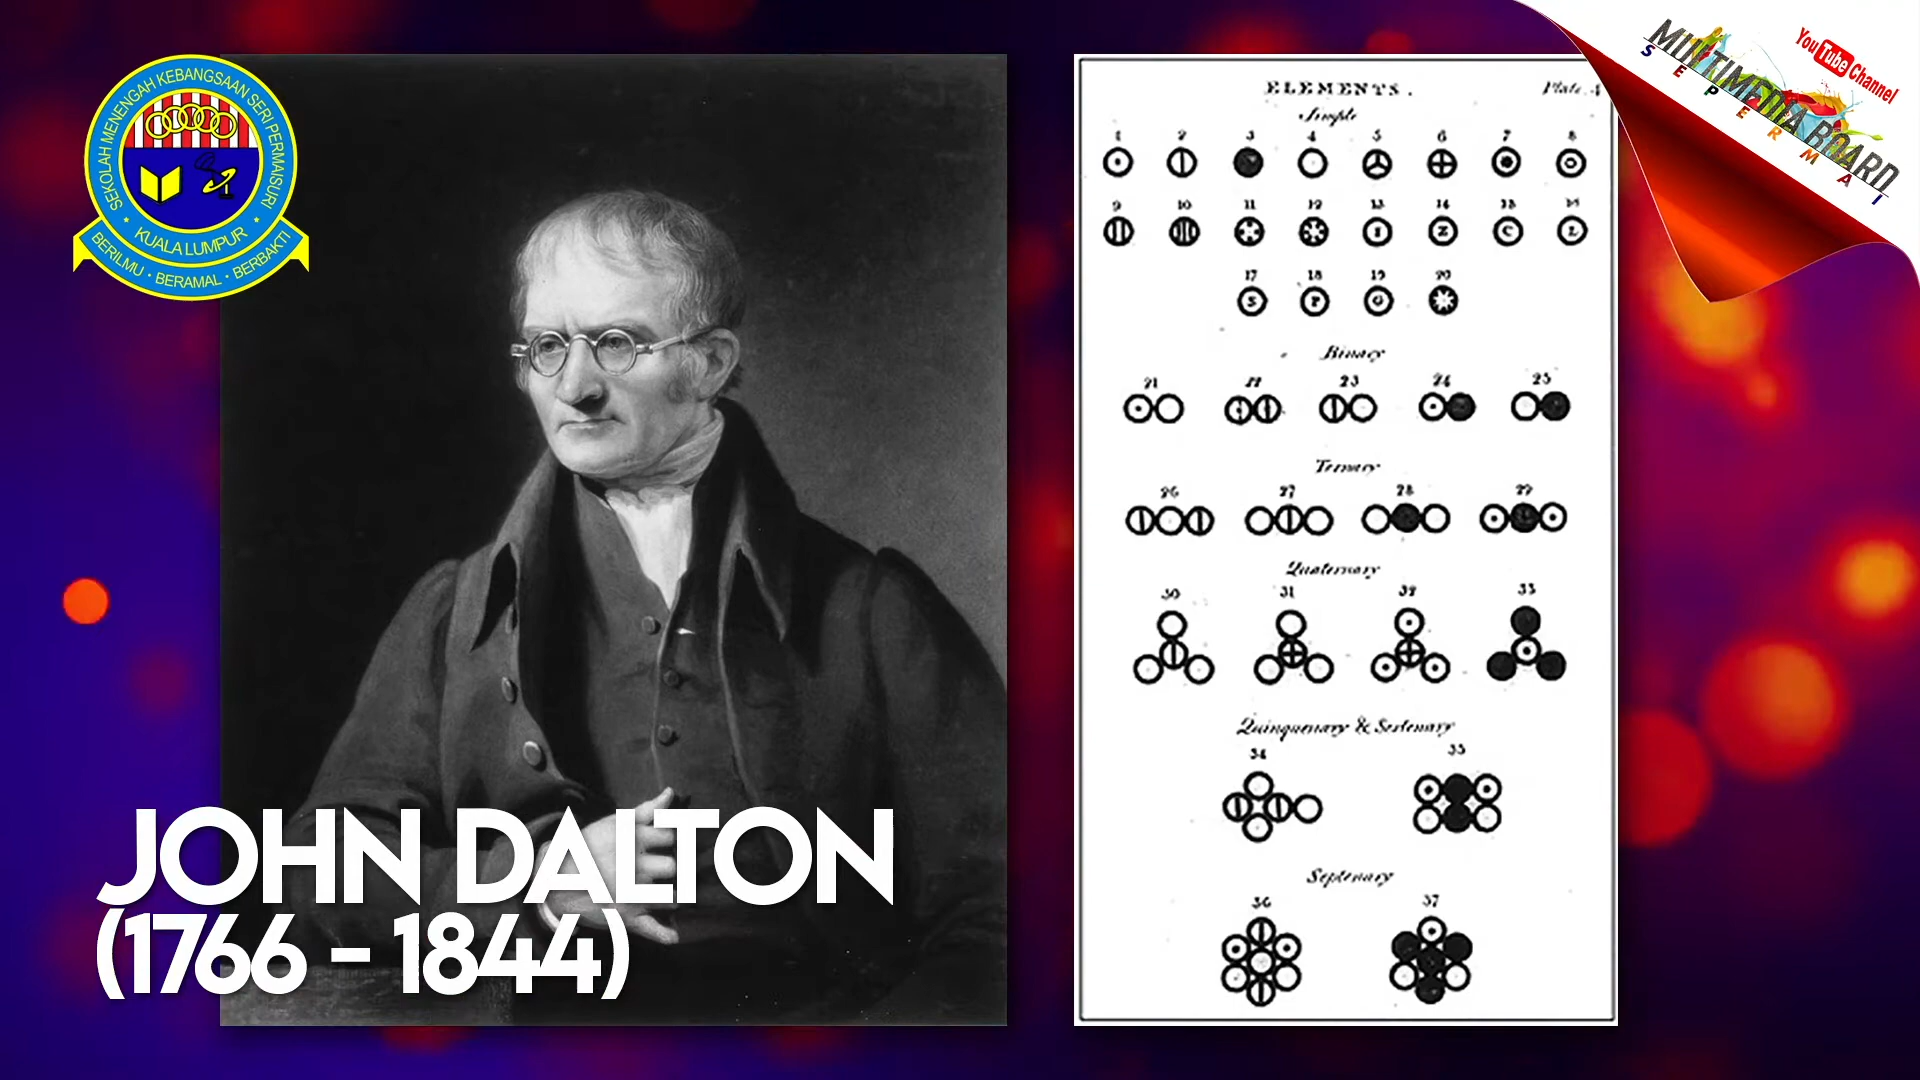 SEKOLAH MENENGAH KEBANGSAAN SERI PERMAISURI
KUALA LUMPUR
BERILMU • BERAMAL • BERBAKTI
JOHN DALTON
(1766 - 1844)
ELEMENTS. Plate. 4
Simple
1 2 3 4 5 6 7 8
9 10 11 12 13 14 15 16
I Z C L
17 18 19 20
S P G
Binary
21 22 23 24 25
Ternary
26 27 28 29
Quaternary
30 31 32 33
Quinquenary & Sextenary
34 35
Septenary
36 37
YouTube Channel
MULTIMEDIA BOARD
SEPERMAI